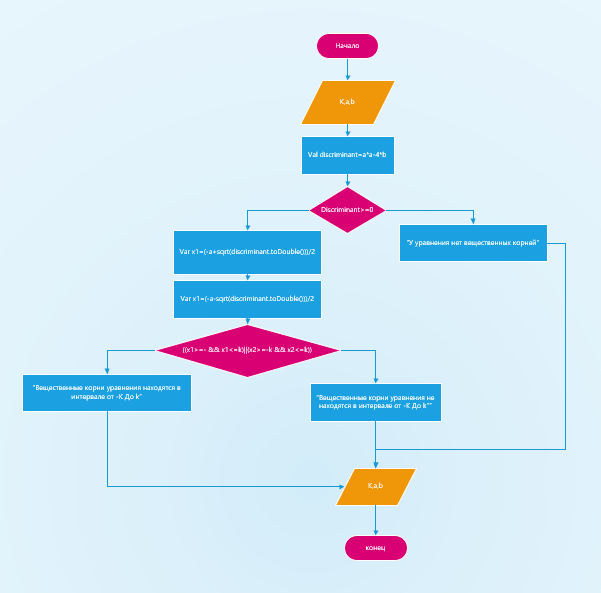 Начало
K,a,b
Val discriminant=a*a-4*b
Discriminant>=0
Var x1=(-a+sqrt(discriminant.toDouble()))/2
"У уравнения нет вещественных корней"
Var x1=(-a-sqrt(discriminant.toDouble()))/2
((x1>=- && x1<=k)||(x2>=-k && x2<=k))
"Вещественные корни уравнения находятся в
интервале от -K До k"
"Вещественные корни уравнения не
находятся в интервале от -K До k""
K,a,b
конец